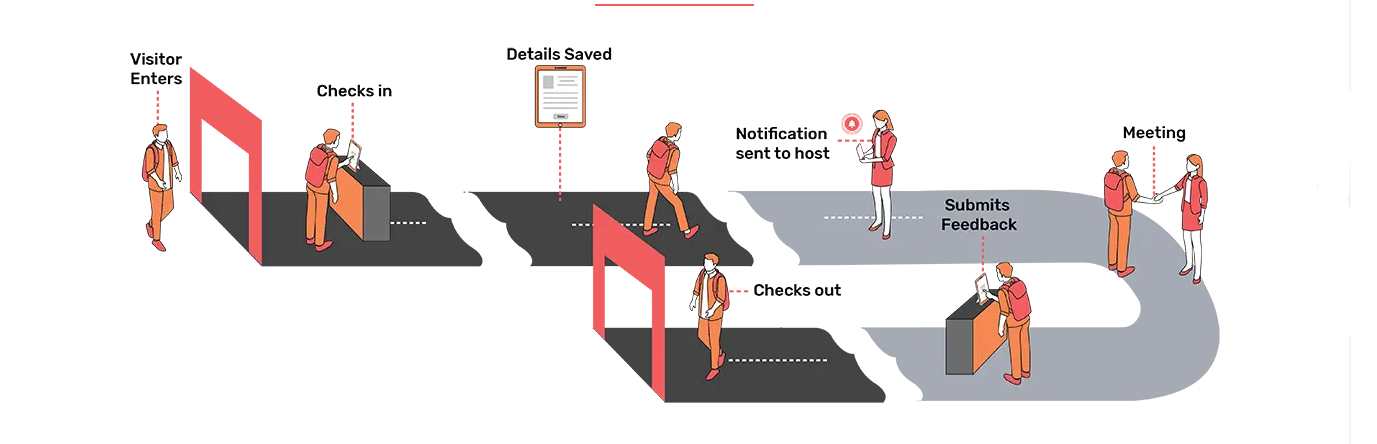 Visitor
Enters
Checks in
Details Saved
Notification
sent to host
Meeting
Submits
Feedback
Checks out